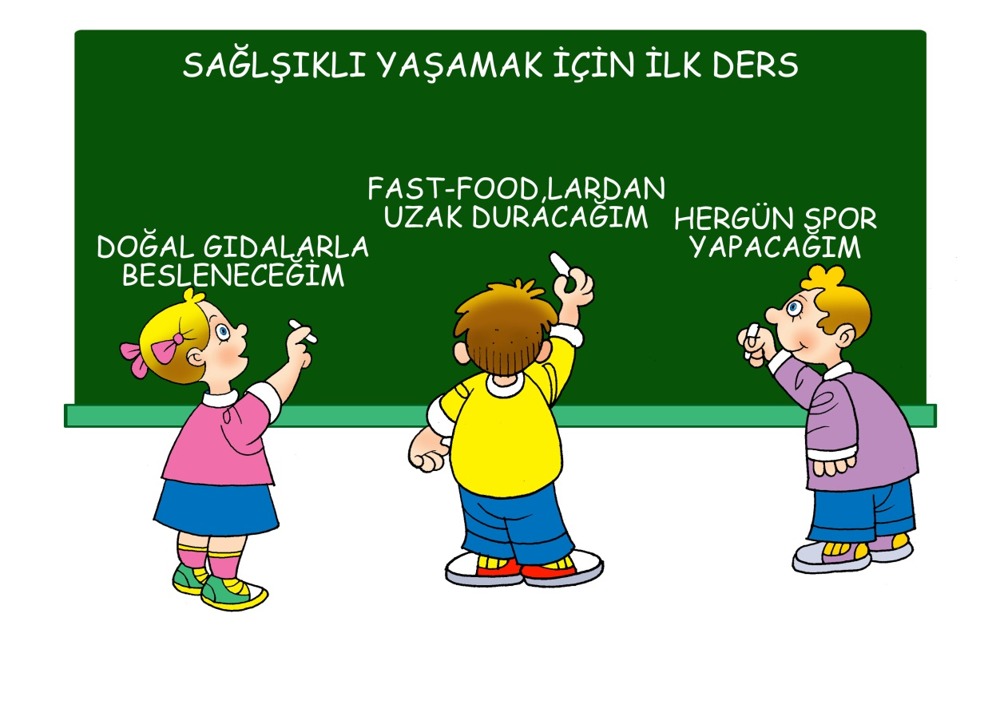 SAĞLŞIKLI YAŞAMAK İÇİN İLK DERS
FAST-FOOD,LARDAN
UZAK DURACAĞIM
HERGÜN SPOR
YAPACAĞIM
DOĞAL GIDALARLA
BESLENECEĞİM